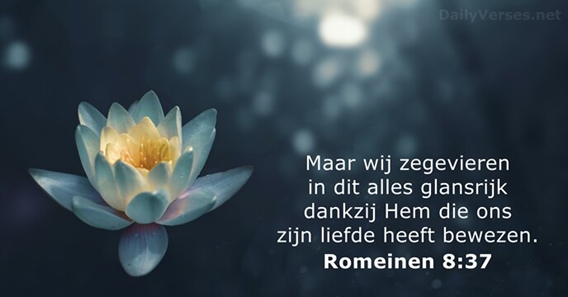 DailyVerses.net
Maar wij zegevieren
in dit alles glansrijk
dankzij Hem die ons
zijn liefde heeft bewezen.
Romeinen 8:37